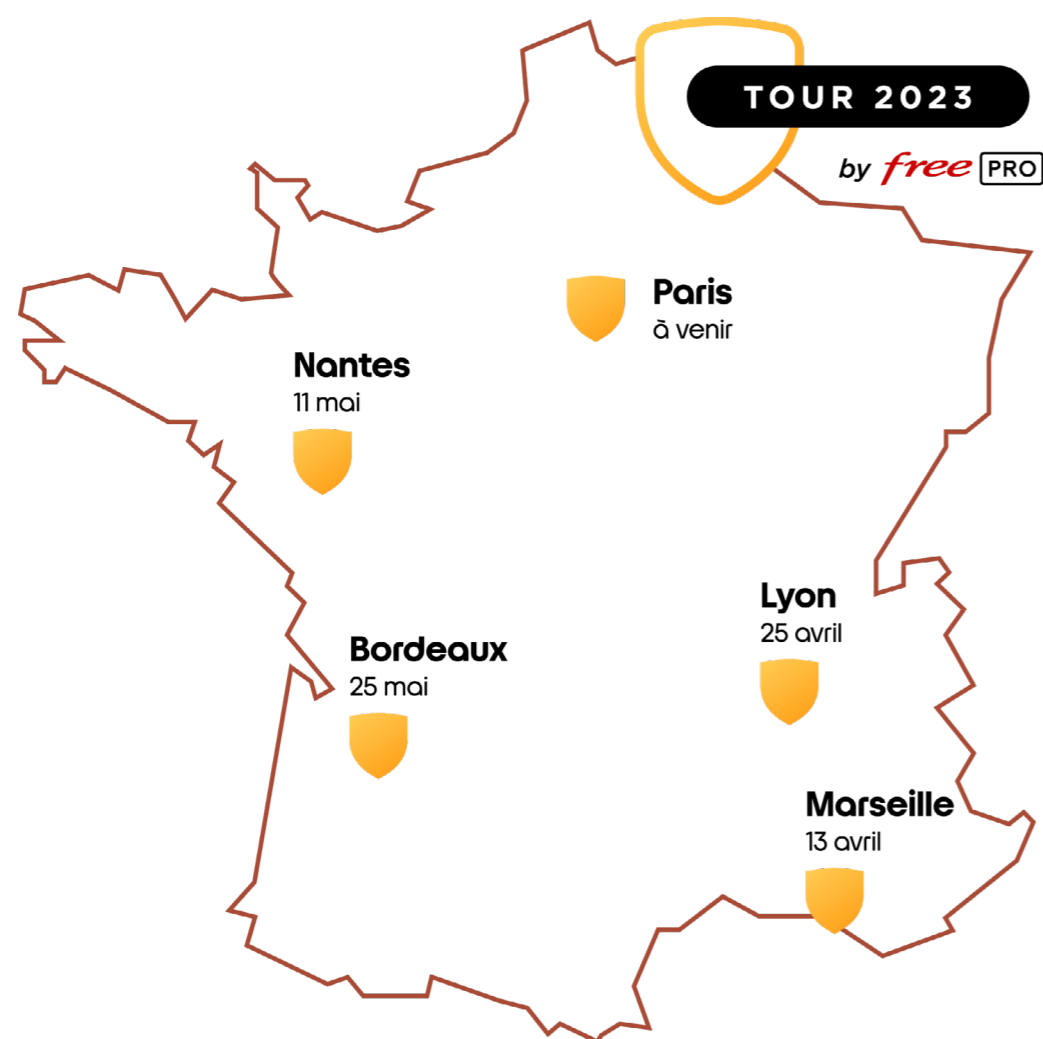 TOUR 2023
by free PRO
Paris
à venir
Nantes
11 mai
Lyon
25 avril
Bordeaux
25 mai
Marseille
13 avril